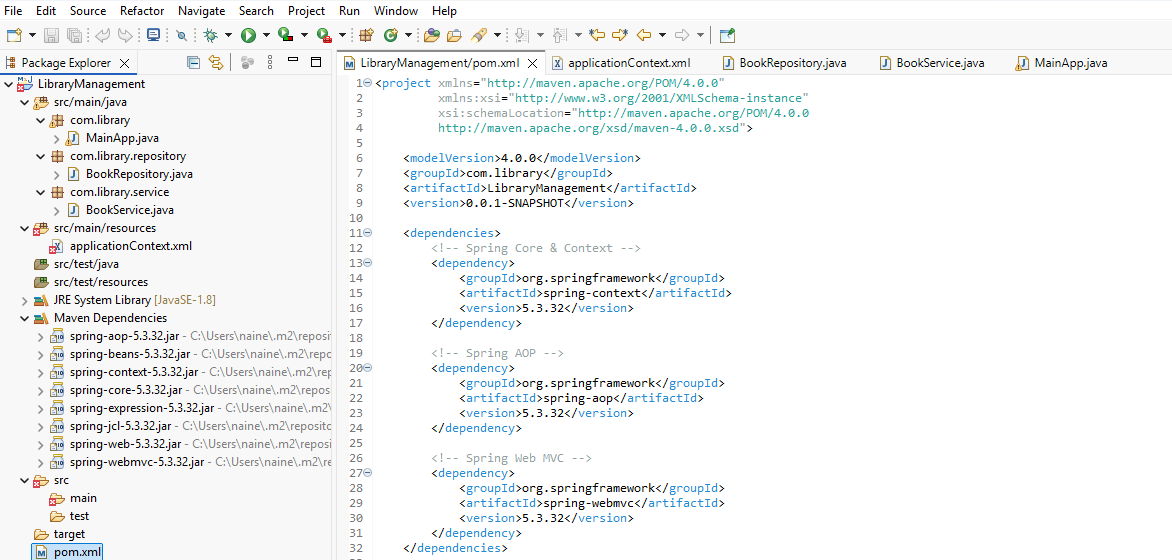 File Edit Source Refactor Navigate Search Project Run Window Help
Package Explorer
LibraryManagement
src/main/java
com.library
MainApp.java
com.library.repository
BookRepository.java
com.library.service
BookService.java
src/main/resources
applicationContext.xml
src/test/java
src/test/resources
JRE System Library [JavaSE-1.8]
Maven Dependencies
spring-aop-5.3.32.jar - C:\Users\naine\.m2\reposit
spring-beans-5.3.32.jar - C:\Users\naine\.m2\repo
spring-context-5.3.32.jar - C:\Users\naine\.m2\rep
spring-core-5.3.32.jar - C:\Users\naine\.m2\repos
spring-expression-5.3.32.jar - C:\Users\naine\.m2\
spring-jcl-5.3.32.jar - C:\Users\naine\.m2\reposito
spring-web-5.3.32.jar - C:\Users\naine\.m2\reposi
spring-webmvc-5.3.32.jar - C:\Users\naine\.m2\re
src
main
test
target
pom.xml
LibraryManagement/pom.xml applicationContext.xml BookRepository.java BookService.java MainApp.java
1 <project xmlns="http://maven.apache.org/POM/4.0.0"
2 xmlns:xsi="http://www.w3.org/2001/XMLSchema-instance"
3 xsi:schemaLocation="http://maven.apache.org/POM/4.0.0
4 http://maven.apache.org/xsd/maven-4.0.0.xsd">
5
6 <modelVersion>4.0.0</modelVersion>
7 <groupId>com.library</groupId>
8 <artifactId>LibraryManagement</artifactId>
9 <version>0.0.1-SNAPSHOT</version>
10
11 <dependencies>
12 <!-- Spring Core & Context -->
13 <dependency>
14 <groupId>org.springframework</groupId>
15 <artifactId>spring-context</artifactId>
16 <version>5.3.32</version>
17 </dependency>
18
19 <!-- Spring AOP -->
20 <dependency>
21 <groupId>org.springframework</groupId>
22 <artifactId>spring-aop</artifactId>
23 <version>5.3.32</version>
24 </dependency>
25
26 <!-- Spring Web MVC -->
27 <dependency>
28 <groupId>org.springframework</groupId>
29 <artifactId>spring-webmvc</artifactId>
30 <version>5.3.32</version>
31 </dependency>
32 </dependencies>